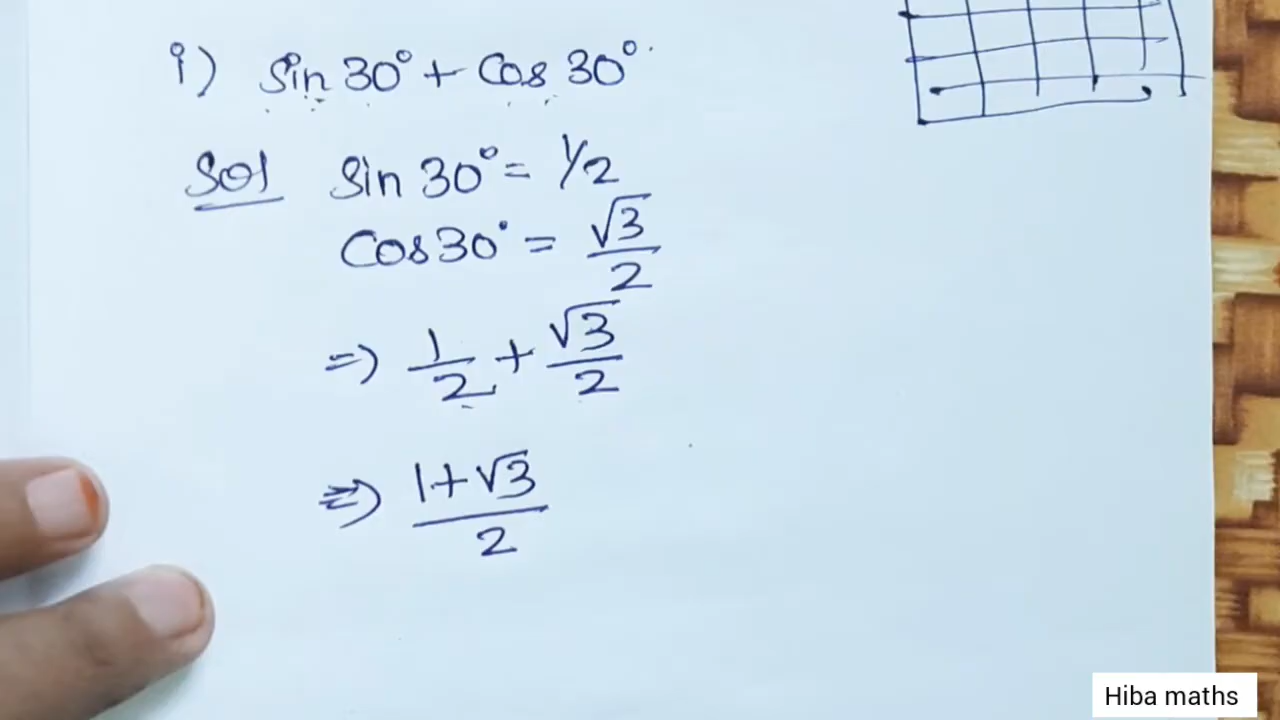 i) Sin 30° + Cos 30°
Sol Sin 30° = 1/2
Cos 30° = √3/2
=> 1/2 + √3/2
=> 1+√3/2
Hiba maths